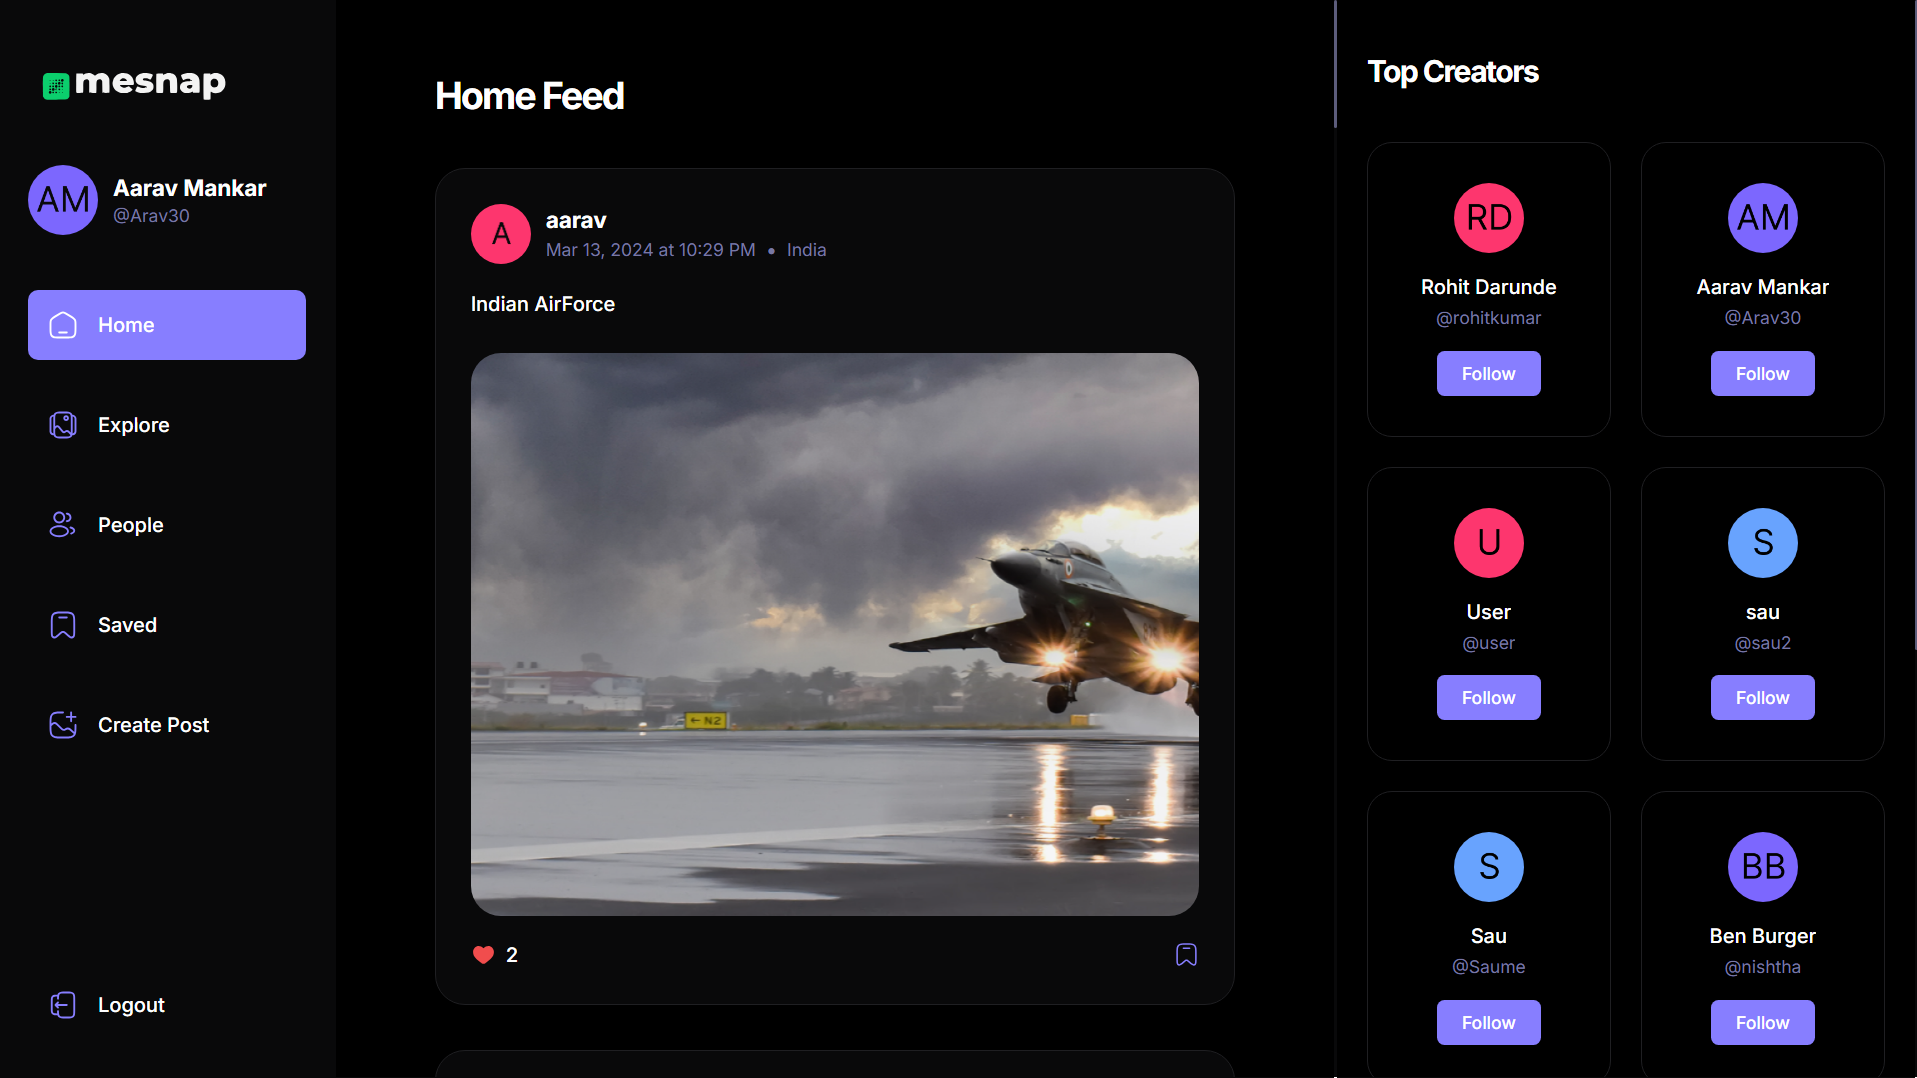 mesnap
AM
Aarav Mankar
@Arav30
Home
Explore
People
Saved
Create Post
Logout
Home Feed
A
aarav
Mar 13, 2024 at 10:29 PM • India
Indian AirForce
← N2
2
Top Creators
RD
Rohit Darunde
@rohitkumar
Follow
AM
Aarav Mankar
@Arav30
Follow
U
User
@user
Follow
S
sau
@sau2
Follow
S
Sau
@Saume
Follow
BB
Ben Burger
@nishtha
Follow